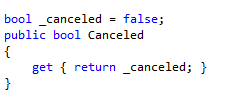 bool _canceled = false;
public bool Canceled
{
    get { return _canceled; }
}